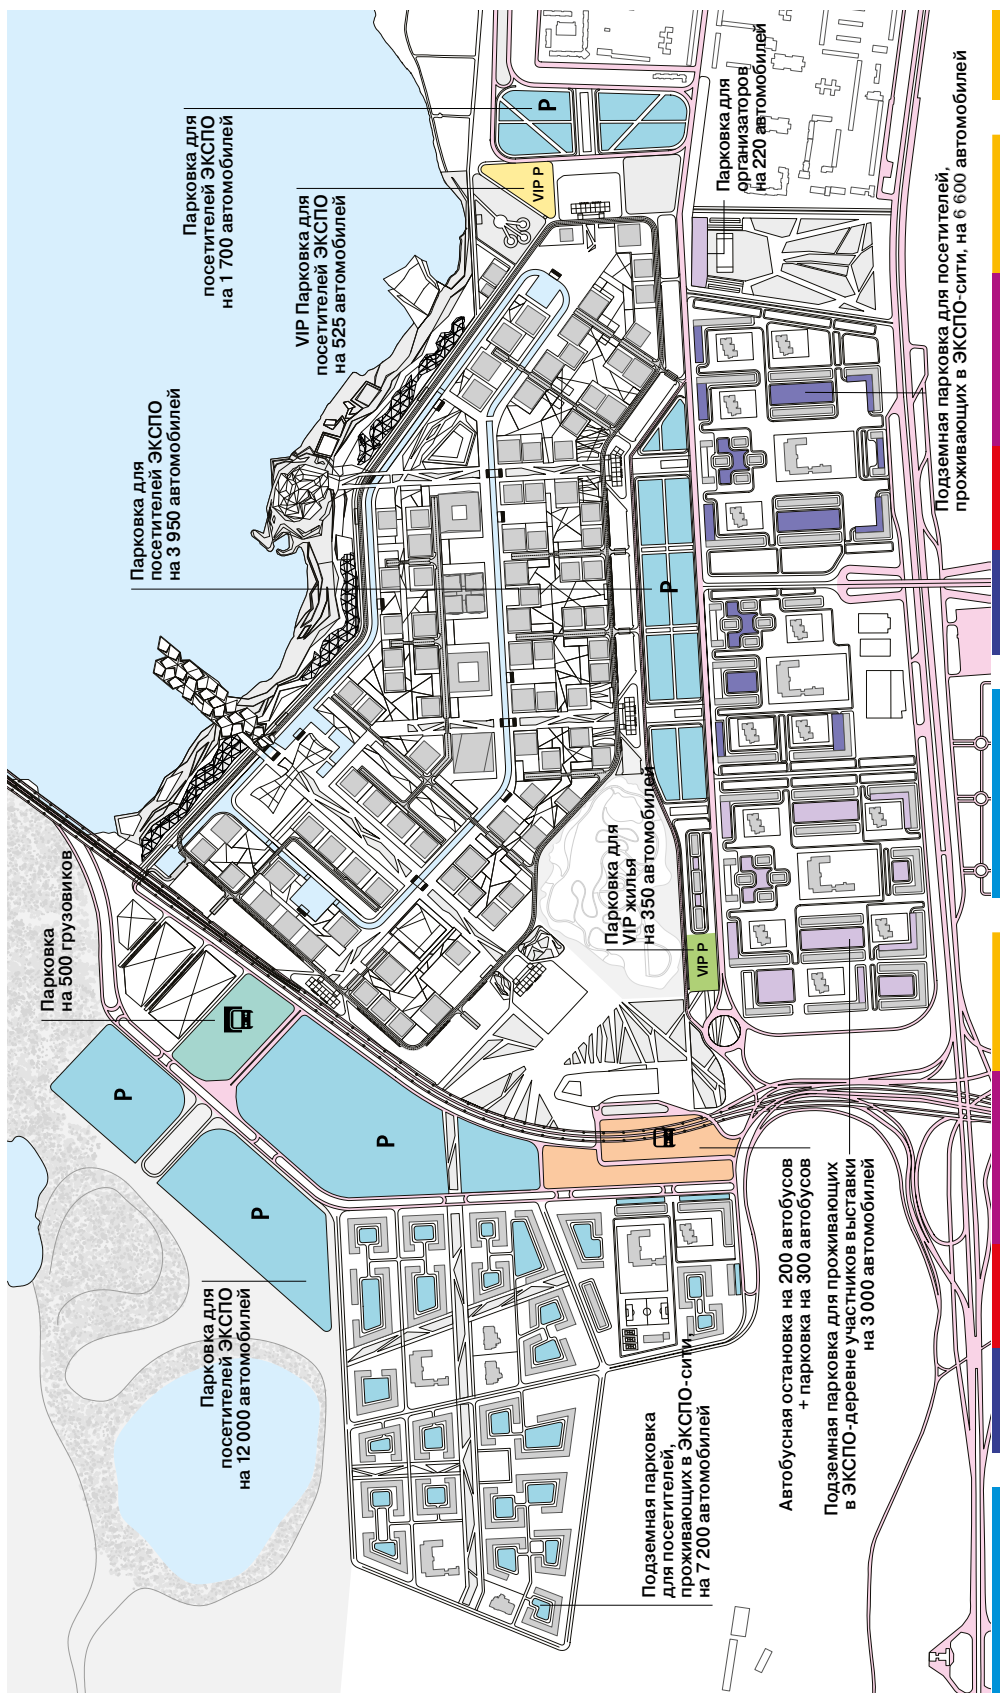 Парковка
на 500 грузовиков
Парковка для
посетителей ЭКСПО
на 3 950 автомобилей
Парковка для
посетителей ЭКСПО
на 1 700 автомобилей
VIP Парковка для
посетителей ЭКСПО
на 525 автомобилей
P
VIP P
Парковка для
организаторов
на 220 автомобилей
Подземная парковка для посетителей,
проживающих в ЭКСПО-сити, на 6 600 автомобилей
P
Парковка для
VIP жилья
на 350 автомобилей
VIP P
P
P
P
Парковка для
посетителей ЭКСПО
на 12 000 автомобилей
Подземная парковка
для посетителей,
проживающих в ЭКСПО-сити,
на 7 200 автомобилей
Автобусная остановка на 200 автобусов
+ парковка на 300 автобусов
Подземная парковка для проживающих
в ЭКСПО-деревне участников выставки
на 3 000 автомобилей